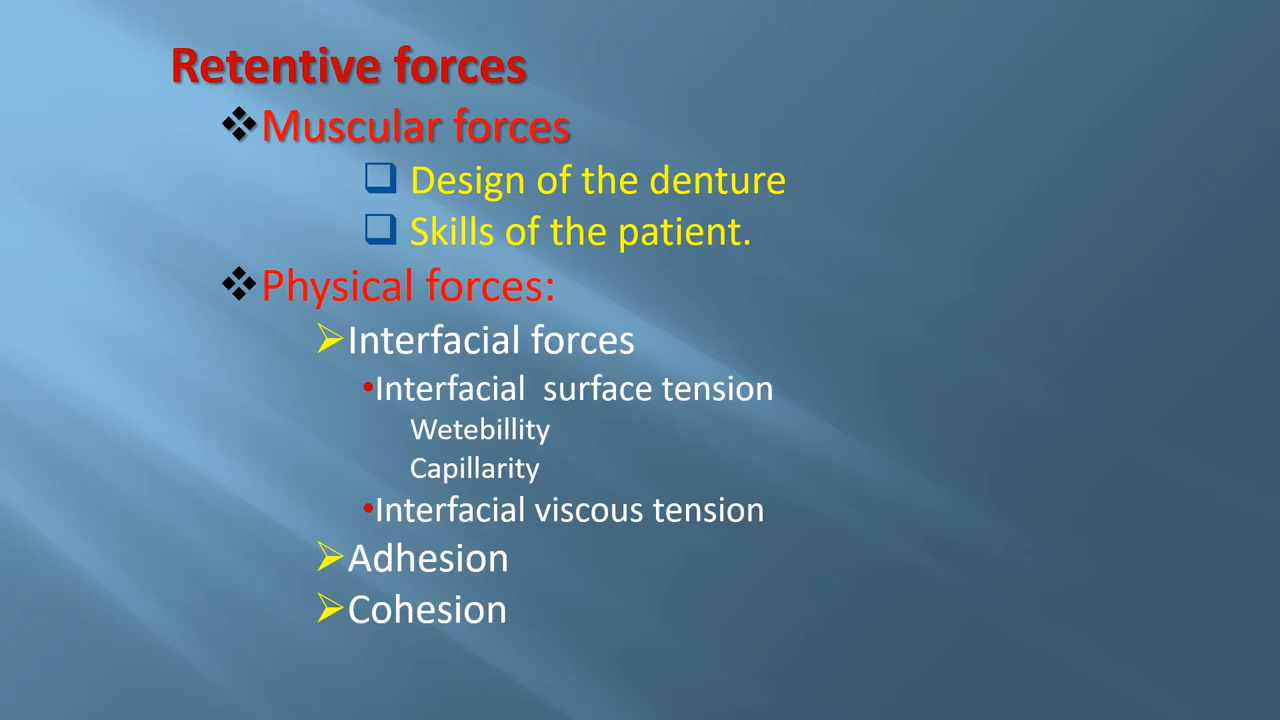 Retentive forces
❖Muscular forces
❑ Design of the denture
❑ Skills of the patient.
❖Physical forces:
➢Interfacial forces
•Interfacial surface tension
Wetebillity
Capillarity
•Interfacial viscous tension
➢Adhesion
➢Cohesion